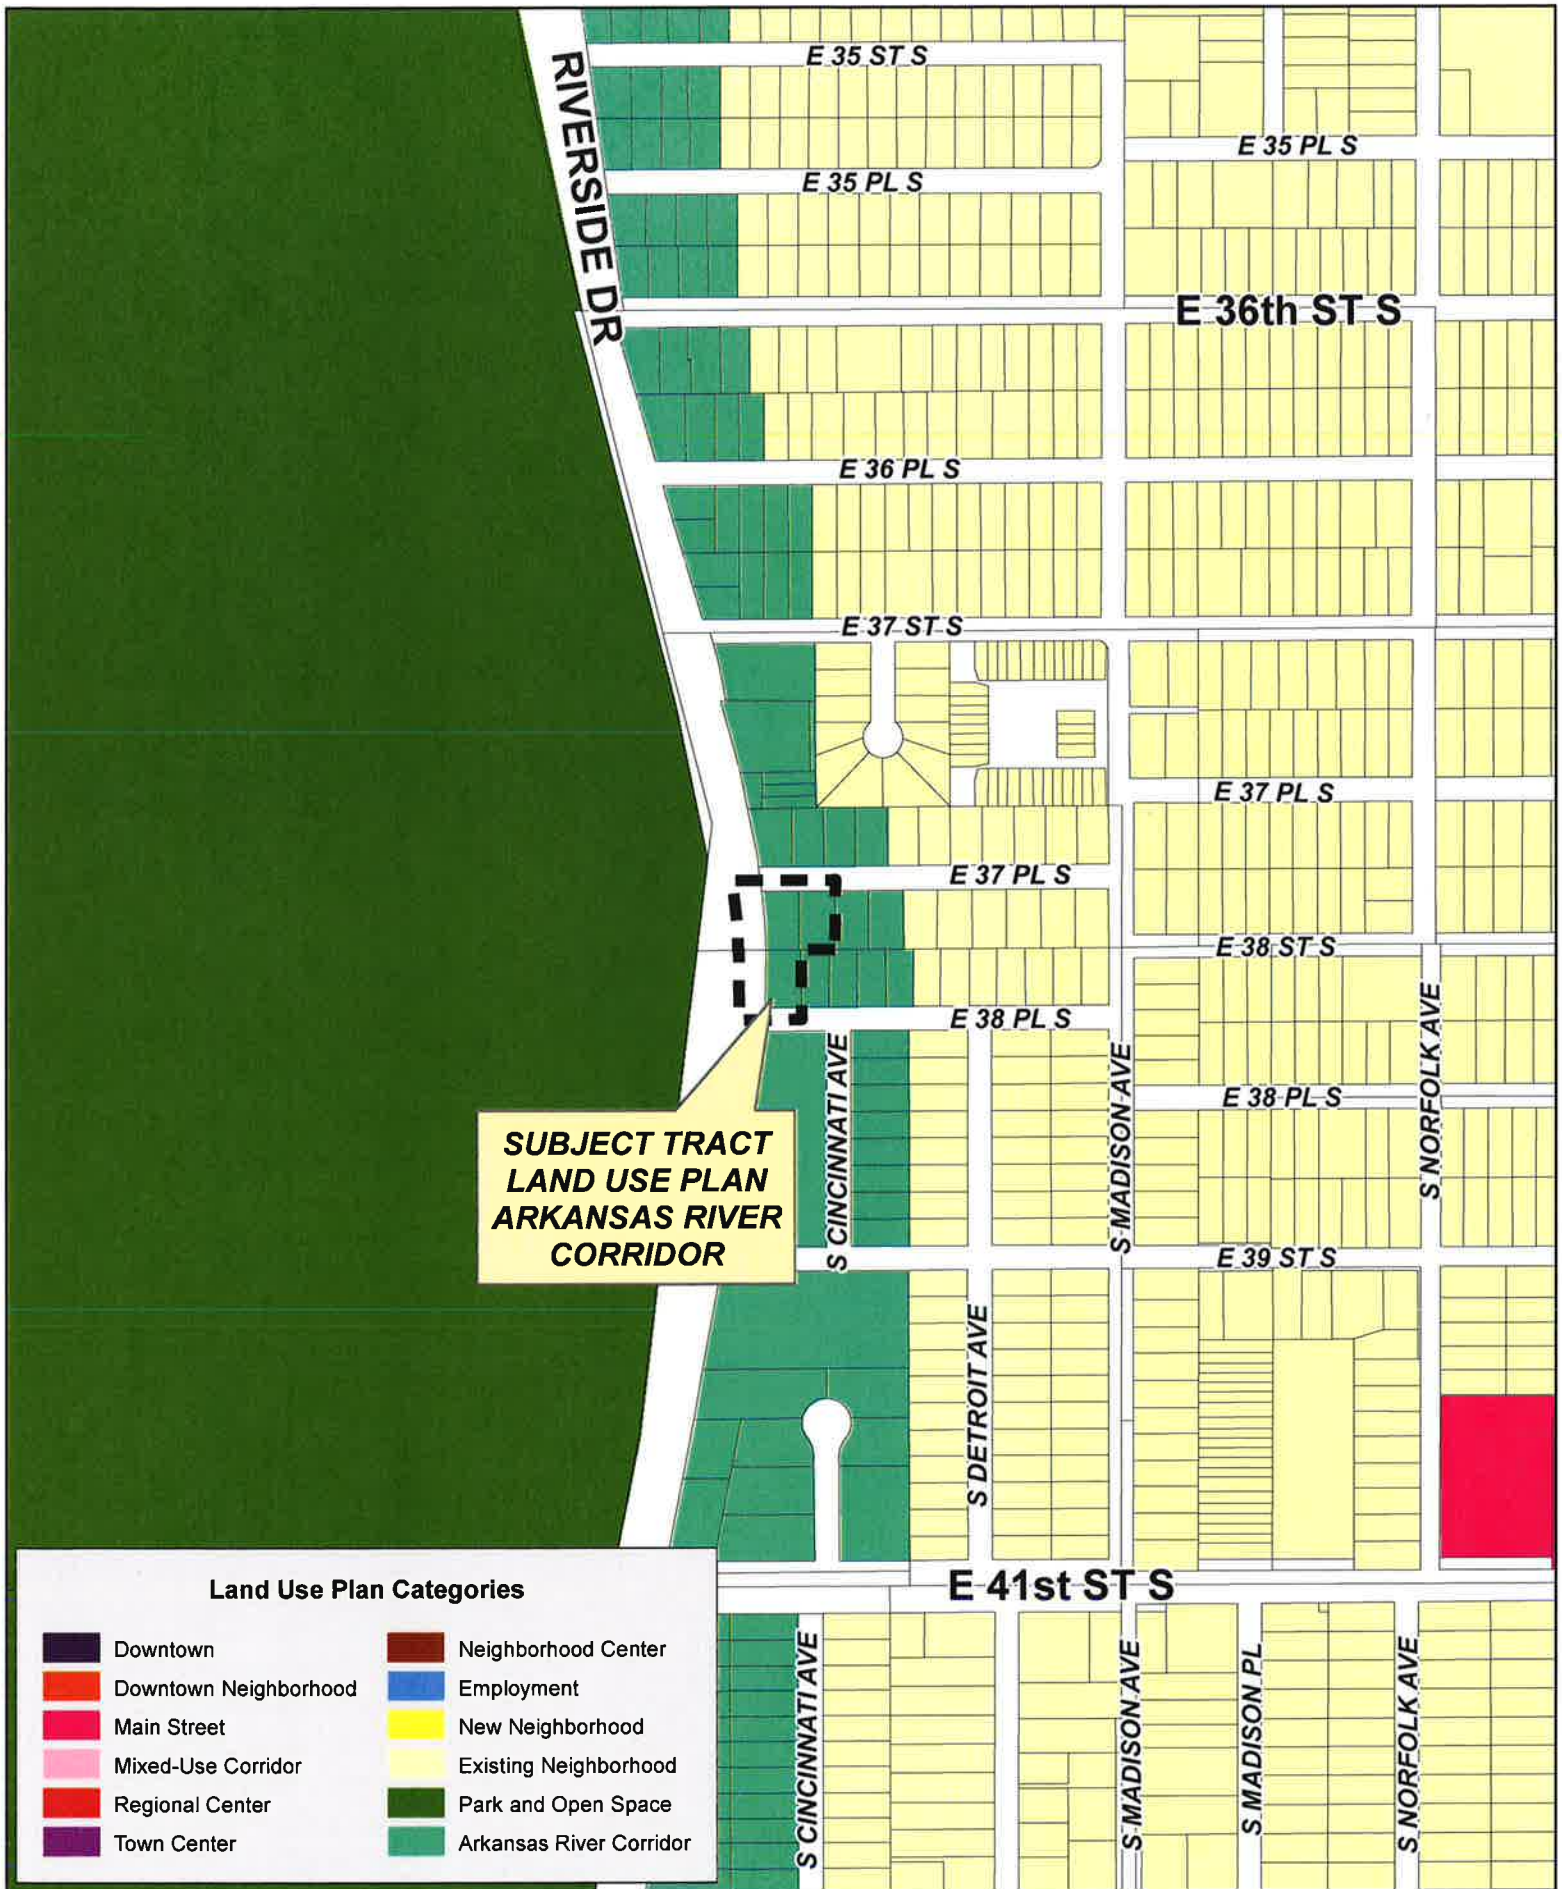 E 35 ST S
RIVERSIDE DR
E 35 PL S
E 35 PL S
E 36th ST S
E 36 PL S
E 37 ST S
E 37 PL S
E 37 PL S
E 38 ST S
E 38 PL S
S CINCINNATI AVE
S MADISON AVE
S NORFOLK AVE
E 38 PL S
SUBJECT TRACT
LAND USE PLAN
ARKANSAS RIVER
CORRIDOR
E 39 ST S
S DETROIT AVE
E 41st ST S
Land Use Plan Categories
Downtown
Downtown Neighborhood
Main Street
Mixed-Use Corridor
Regional Center
Town Center
Neighborhood Center
Employment
New Neighborhood
Existing Neighborhood
Park and Open Space
Arkansas River Corridor
S CINCINNATI AVE
S MADISON AVE
S MADISON PL
S NORFOLK AVE